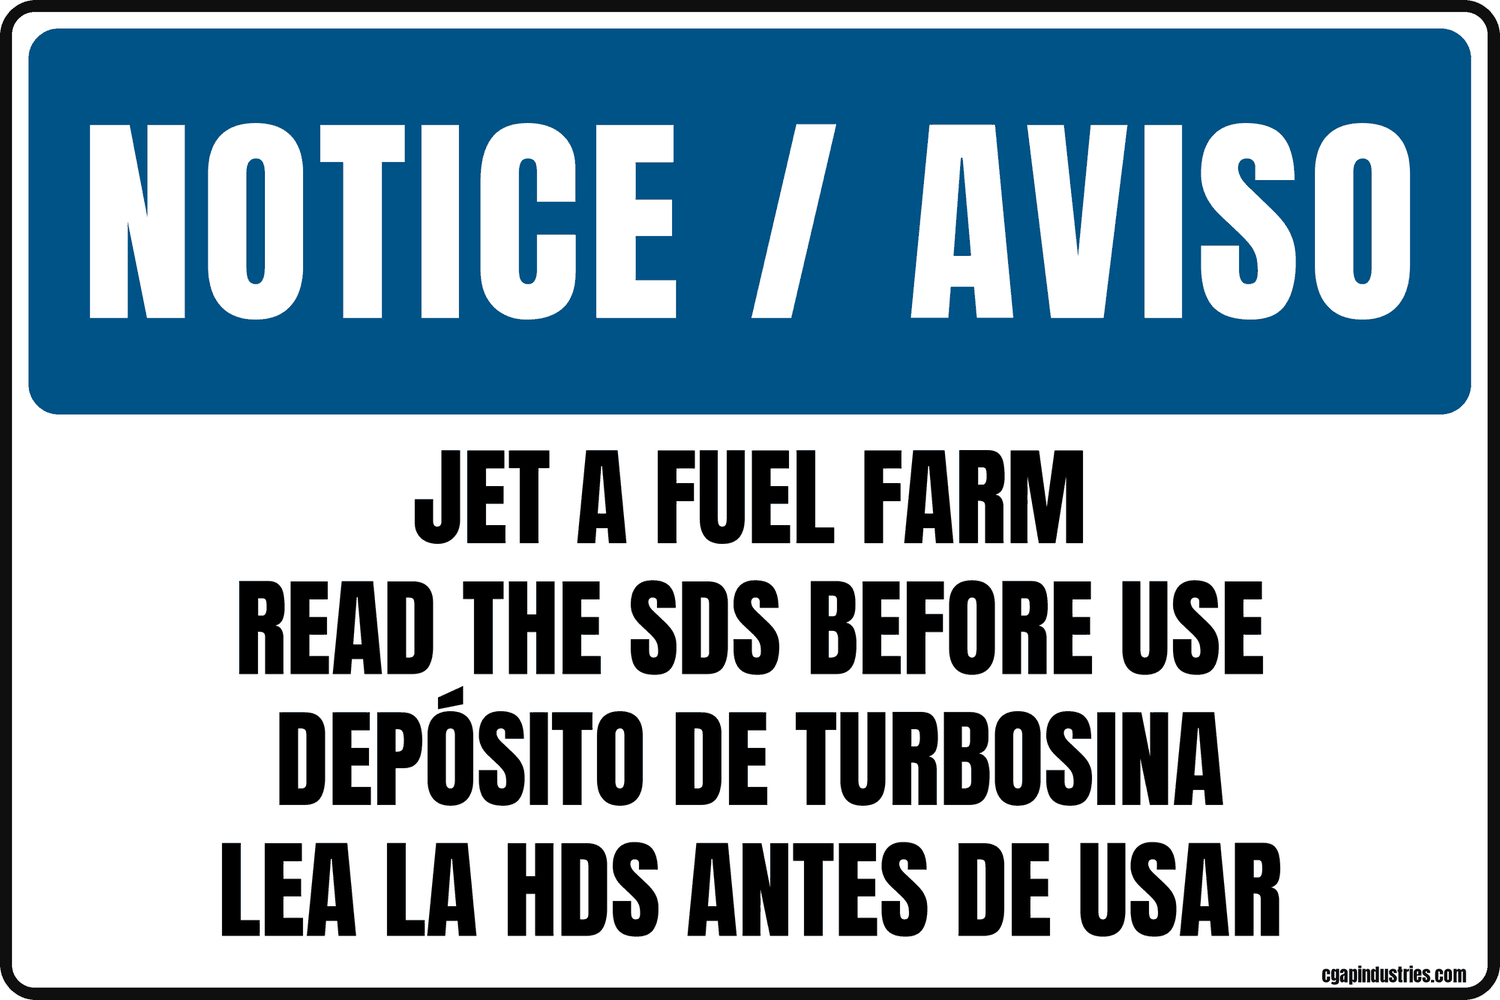 NOTICE / AVISO
JET A FUEL FARM
READ THE SDS BEFORE USE
DEPÓSITO DE TURBOSINA
LEA LA HDS ANTES DE USAR
cgapindustries.com